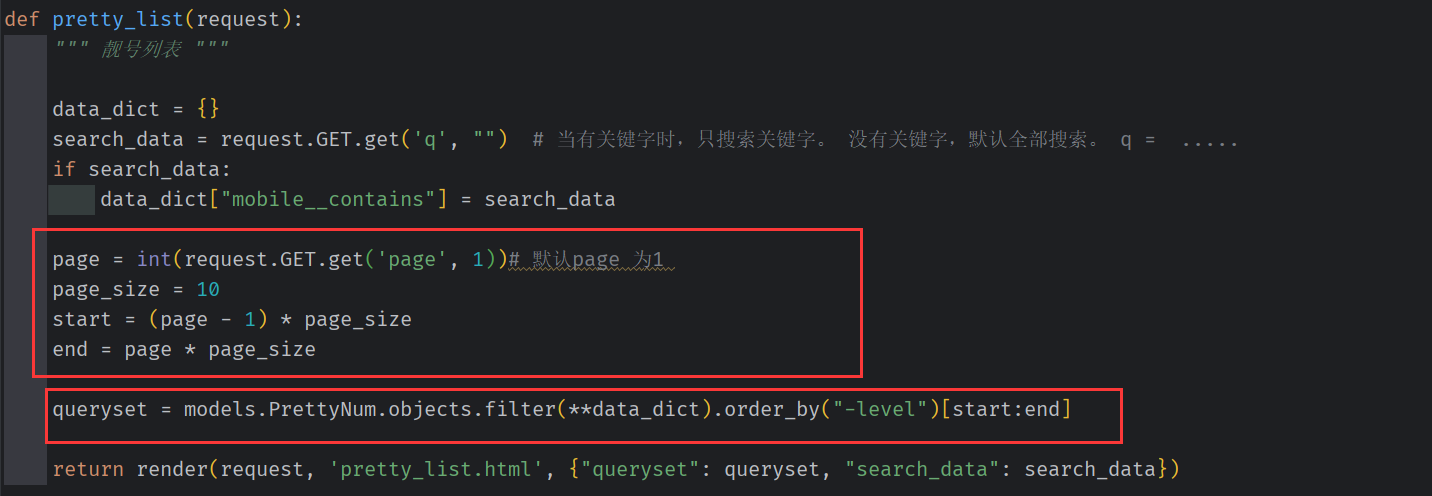 def pretty_list(request):
    """ 靓号列表 """
    data_dict = {}
    search_data = request.GET.get('q', "")  # 当有关键字时，只搜索关键字。 没有关键字，默认全部搜索。 q =  .....
    if search_data:
        data_dict["mobile__contains"] = search_data
    page = int(request.GET.get('page', 1))# 默认page 为1
    page_size = 10
    start = (page - 1) * page_size
    end = page * page_size
    queryset = models.PrettyNum.objects.filter(**data_dict).order_by("-level")[start:end]
    return render(request, 'pretty_list.html', {"queryset": queryset, "search_data": search_data})